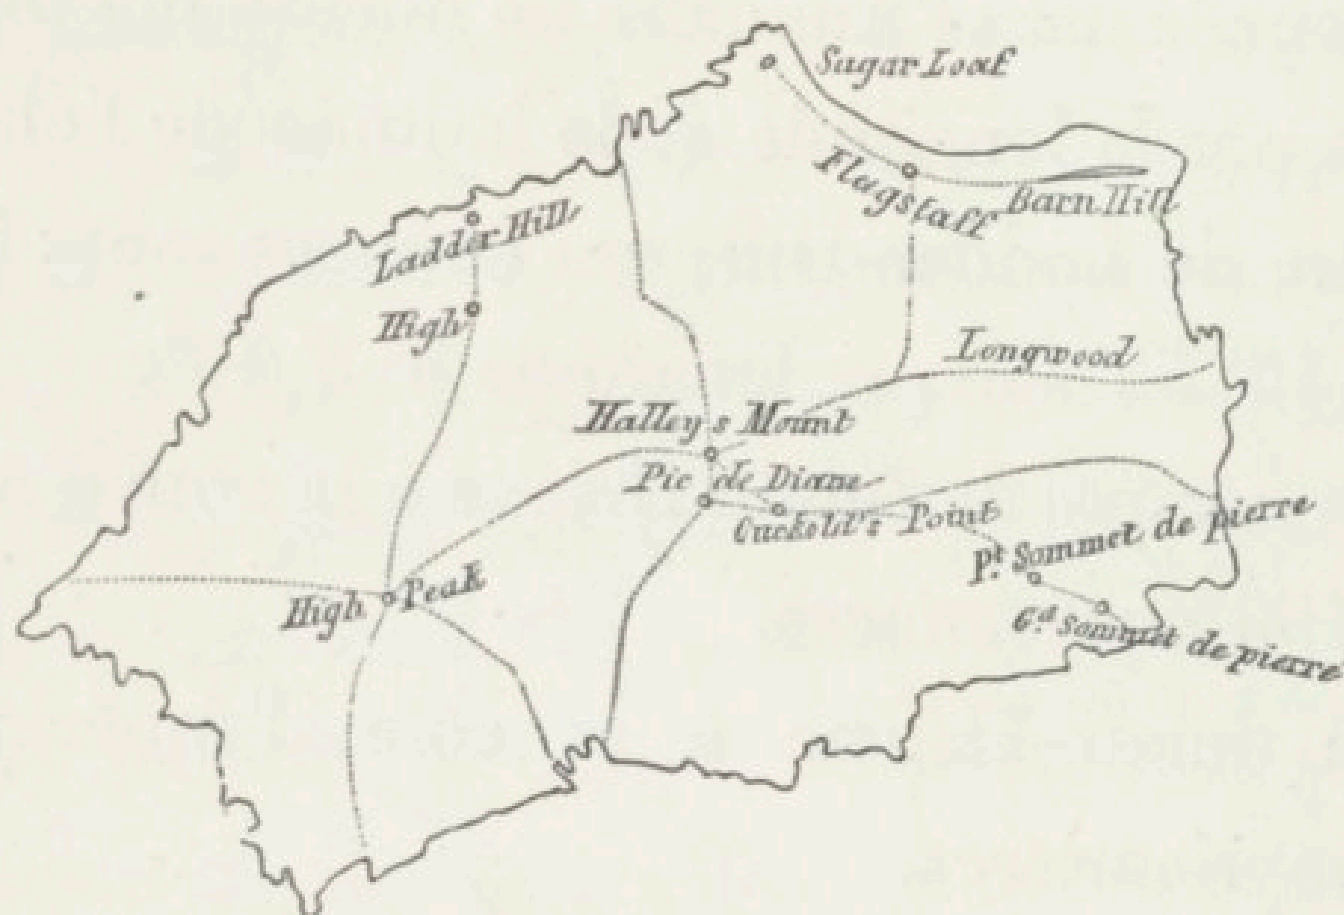 Sugar Loaf
Flagstaff
Barn Hill
Ladder Hill
High
Longwood
Halley's Mount
Pic de Diane
Cuckold's Point
Pt. Sommet de pierre
High Peak
Gd. Sommet de pierre